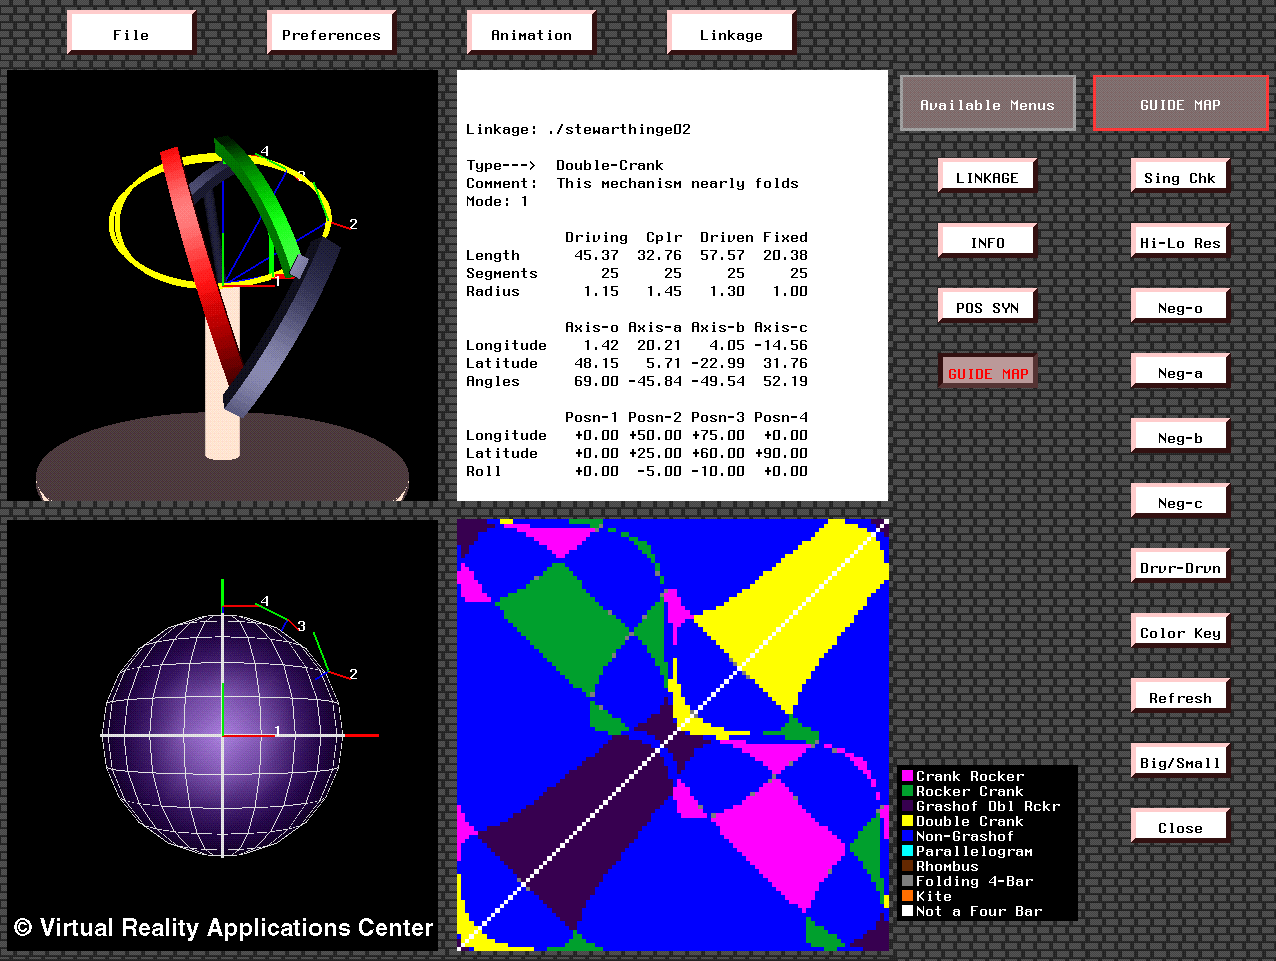 File
Preferences
Animation
Linkage
Available Menus
GUIDE MAP
Linkage: ./stewarthinge02
Type---> Double-Crank
Comment: This mechanism nearly folds
Mode: 1
Driving Cplr Driven Fixed
Length 45.37 32.76 57.57 20.38
Segments 25 25 25 25
Radius 1.15 1.45 1.30 1.00
Axis-o Axis-a Axis-b Axis-c
Longitude 1.42 20.21 4.05 -14.56
Latitude 48.15 5.71 -22.99 31.76
Angles 69.00 -45.84 -49.54 52.19
Posn-1 Posn-2 Posn-3 Posn-4
Longitude +0.00 +50.00 +75.00 +0.00
Latitude +0.00 +25.00 +60.00 +90.00
Roll +0.00 -5.00 -10.00 +0.00
4
3
2
1
LINKAGE
INFO
POS SYN
GUIDE MAP
Sing Chk
Hi-Lo Res
Neg-o
Neg-a
Neg-b
Neg-c
Drvr-Drvn
Color Key
Refresh
Big/Small
Close
4
3
2
1
© Virtual Reality Applications Center
Crank Rocker
Rocker Crank
Grashof Dbl Rckr
Double Crank
Non-Grashof
Parallelogram
Rhombus
Folding 4-Bar
Kite
Not a Four Bar